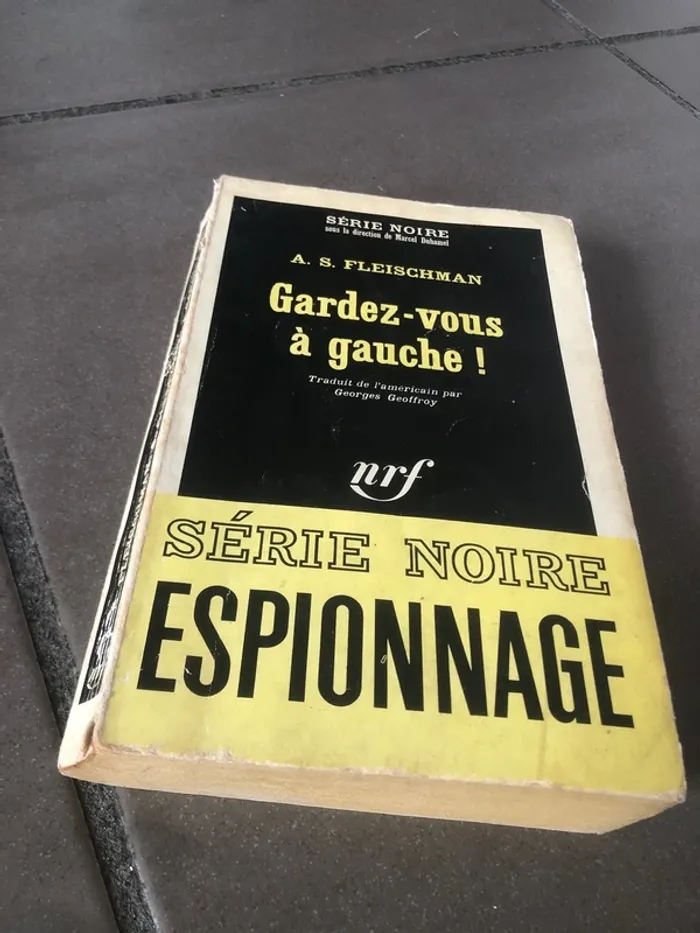 SÉRIE NOIRE
sous la direction de Marcel Duhamel
A. S. FLEISCHMAN
Gardez-vous
à gauche !
Traduit de l'américain par
Georges Geoffroy
nrf
SÉRIE NOIRE
ESPIONNAGE